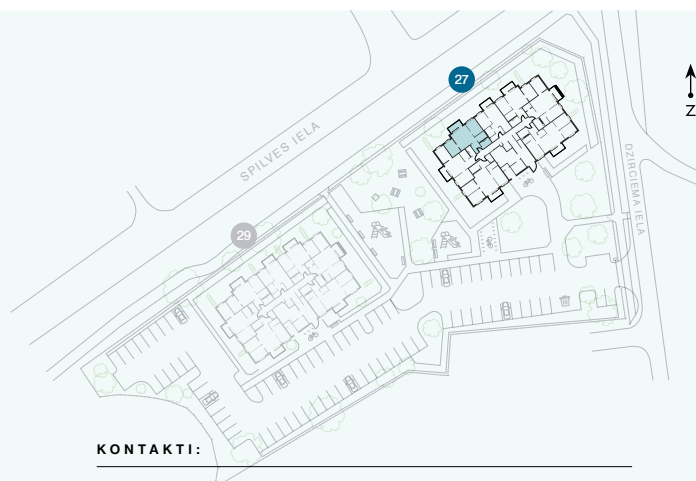 27
Z
SPILVES IELA
DZIRCIEMA IELA
29
KONTAKTI: